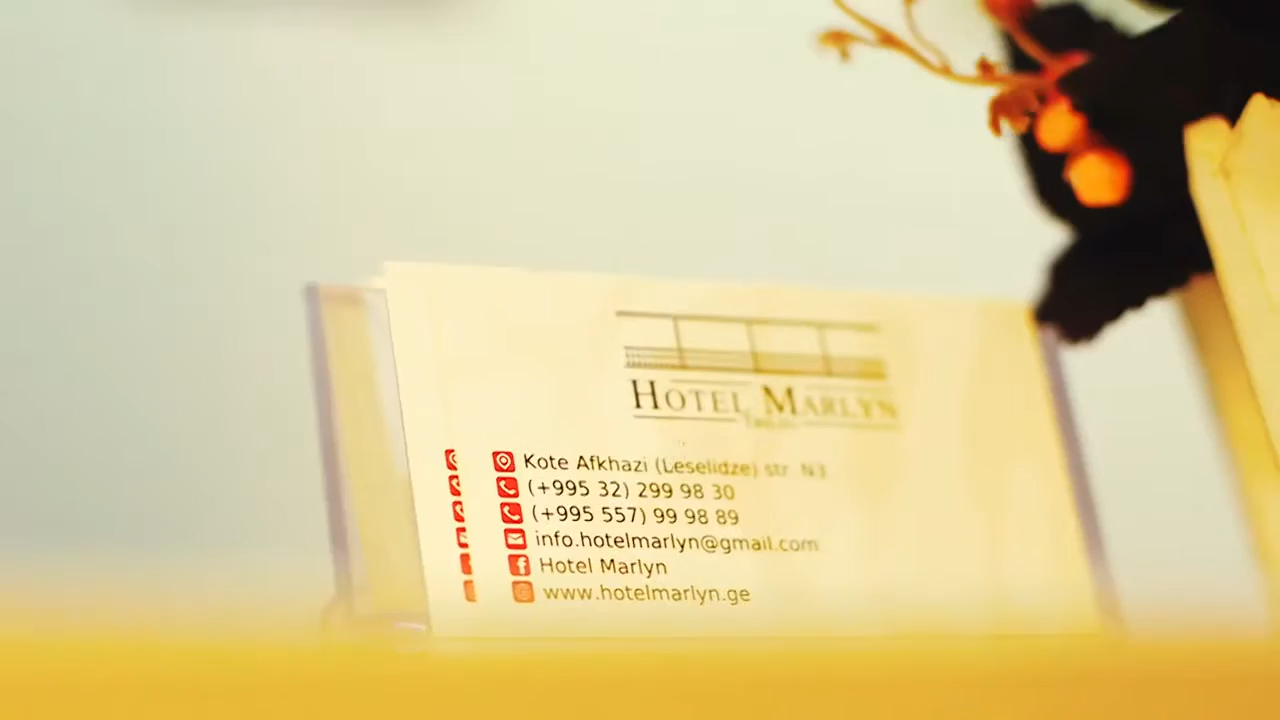 HOTEL MARLYN
Kote Afkhazi (Leselidze) str N3
(+995 32) 299 98 30
(+995 557) 99 98 89
info.hotelmarlyn@gmail.com
Hotel Marlyn
www.hotelmarlyn.ge